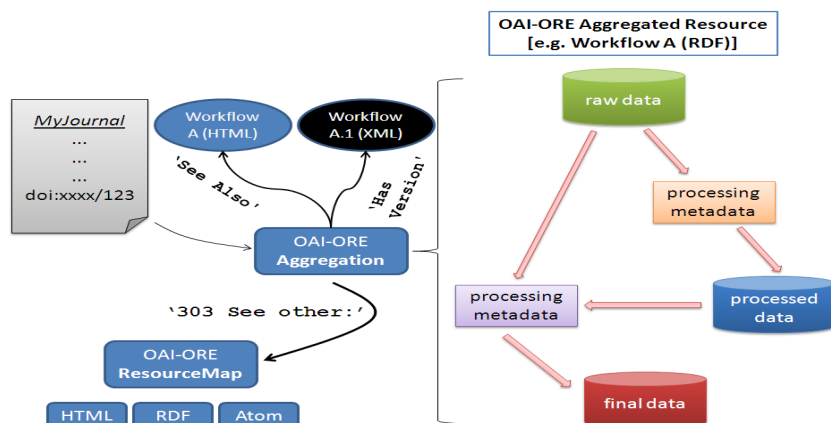 OAI-ORE Aggregated Resource
[e.g. Workflow A (RDF)]
MyJournal
...
...
...
doi:xxxx/123
Workflow
A (HTML)
Workflow
A.1 (XML)
'See Also'
'Has
Version'
OAI-ORE
Aggregation
'303 See other:'
OAI-ORE
ResourceMap
HTML
RDF
Atom
raw data
processing
metadata
processed
data
processing
metadata
final data